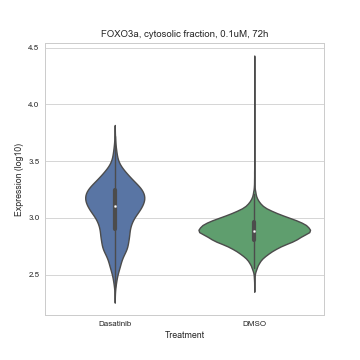 FOXO3a, cytosolic fraction, 0.1uM, 72h
4.5
4.0
3.5
3.0
2.5
Expression (log10)
Dasatinib
DMSO
Treatment